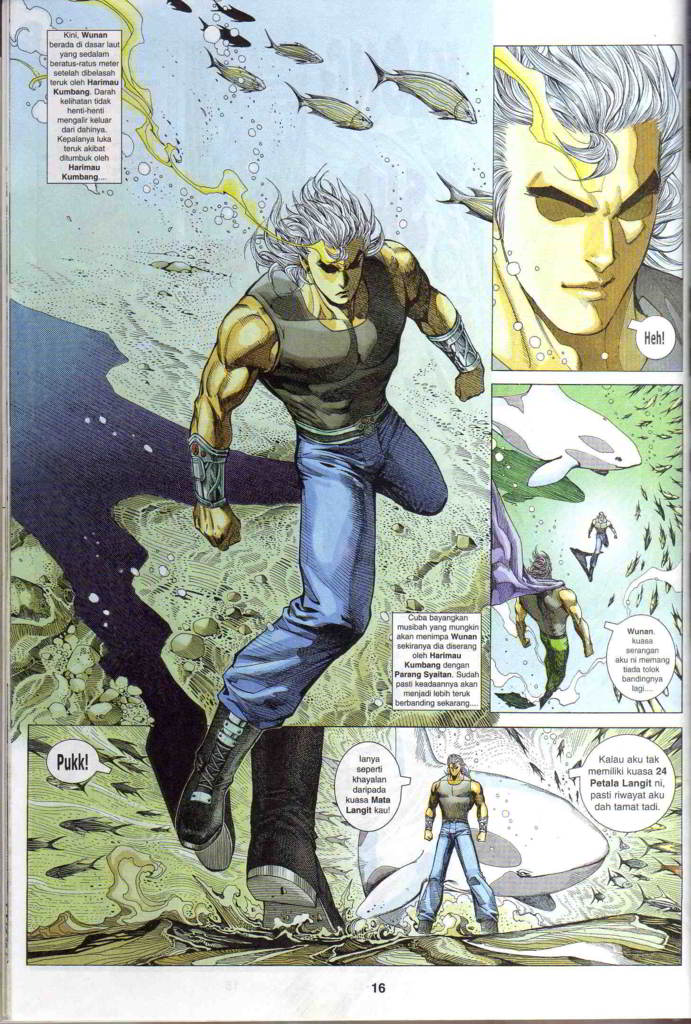 Kini, Wunan
berada di dasar laut
yang sedalam
beratus-ratus meter
setelah dibelasah
teruk oleh Harimau
Kumbang. Darah
kelihatan tidak
henti-henti
mengalir keluar
dari dahinya.
Kepalanya luka
teruk akibat
ditumbuk oleh
Harimau
Kumbang....
Heh!
Wunan.
kuasa
serangan
aku ni memang
tiada tolok
bandingnya
lagi....
Cuba bayangkan
musibah yang mungkin
akan menimpa Wunan
sekiranya dia diserang
oleh Harimau
Kumbang dengan
Parang Syaitan. Sudah
pasti keadaannya akan
menjadi lebih teruk
berbanding sekarang....
Pukk!
Ianya
seperti
khayalan
daripada
kuasa Mata
Langit kau!
Kalau aku tak
memiliki kuasa 24
Petala Langit ni,
pasti riwayat aku
dah tamat tadi.
16